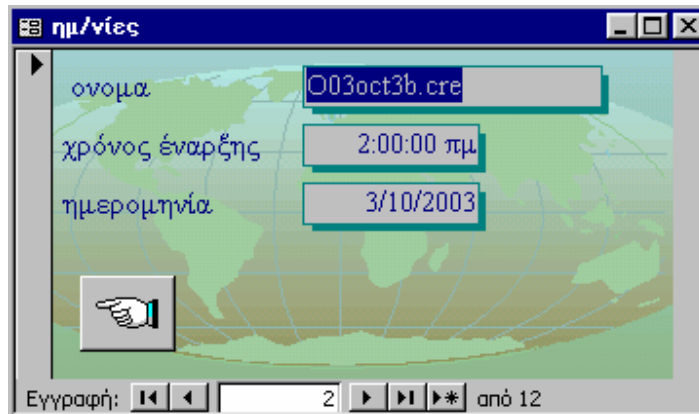 ημ/νίες
ονομα O03oct3b.cre
χρόνος έναρξης 2:00:00 πμ
ημερομηνία 3/10/2003
Εγγραφή: 2 από 12